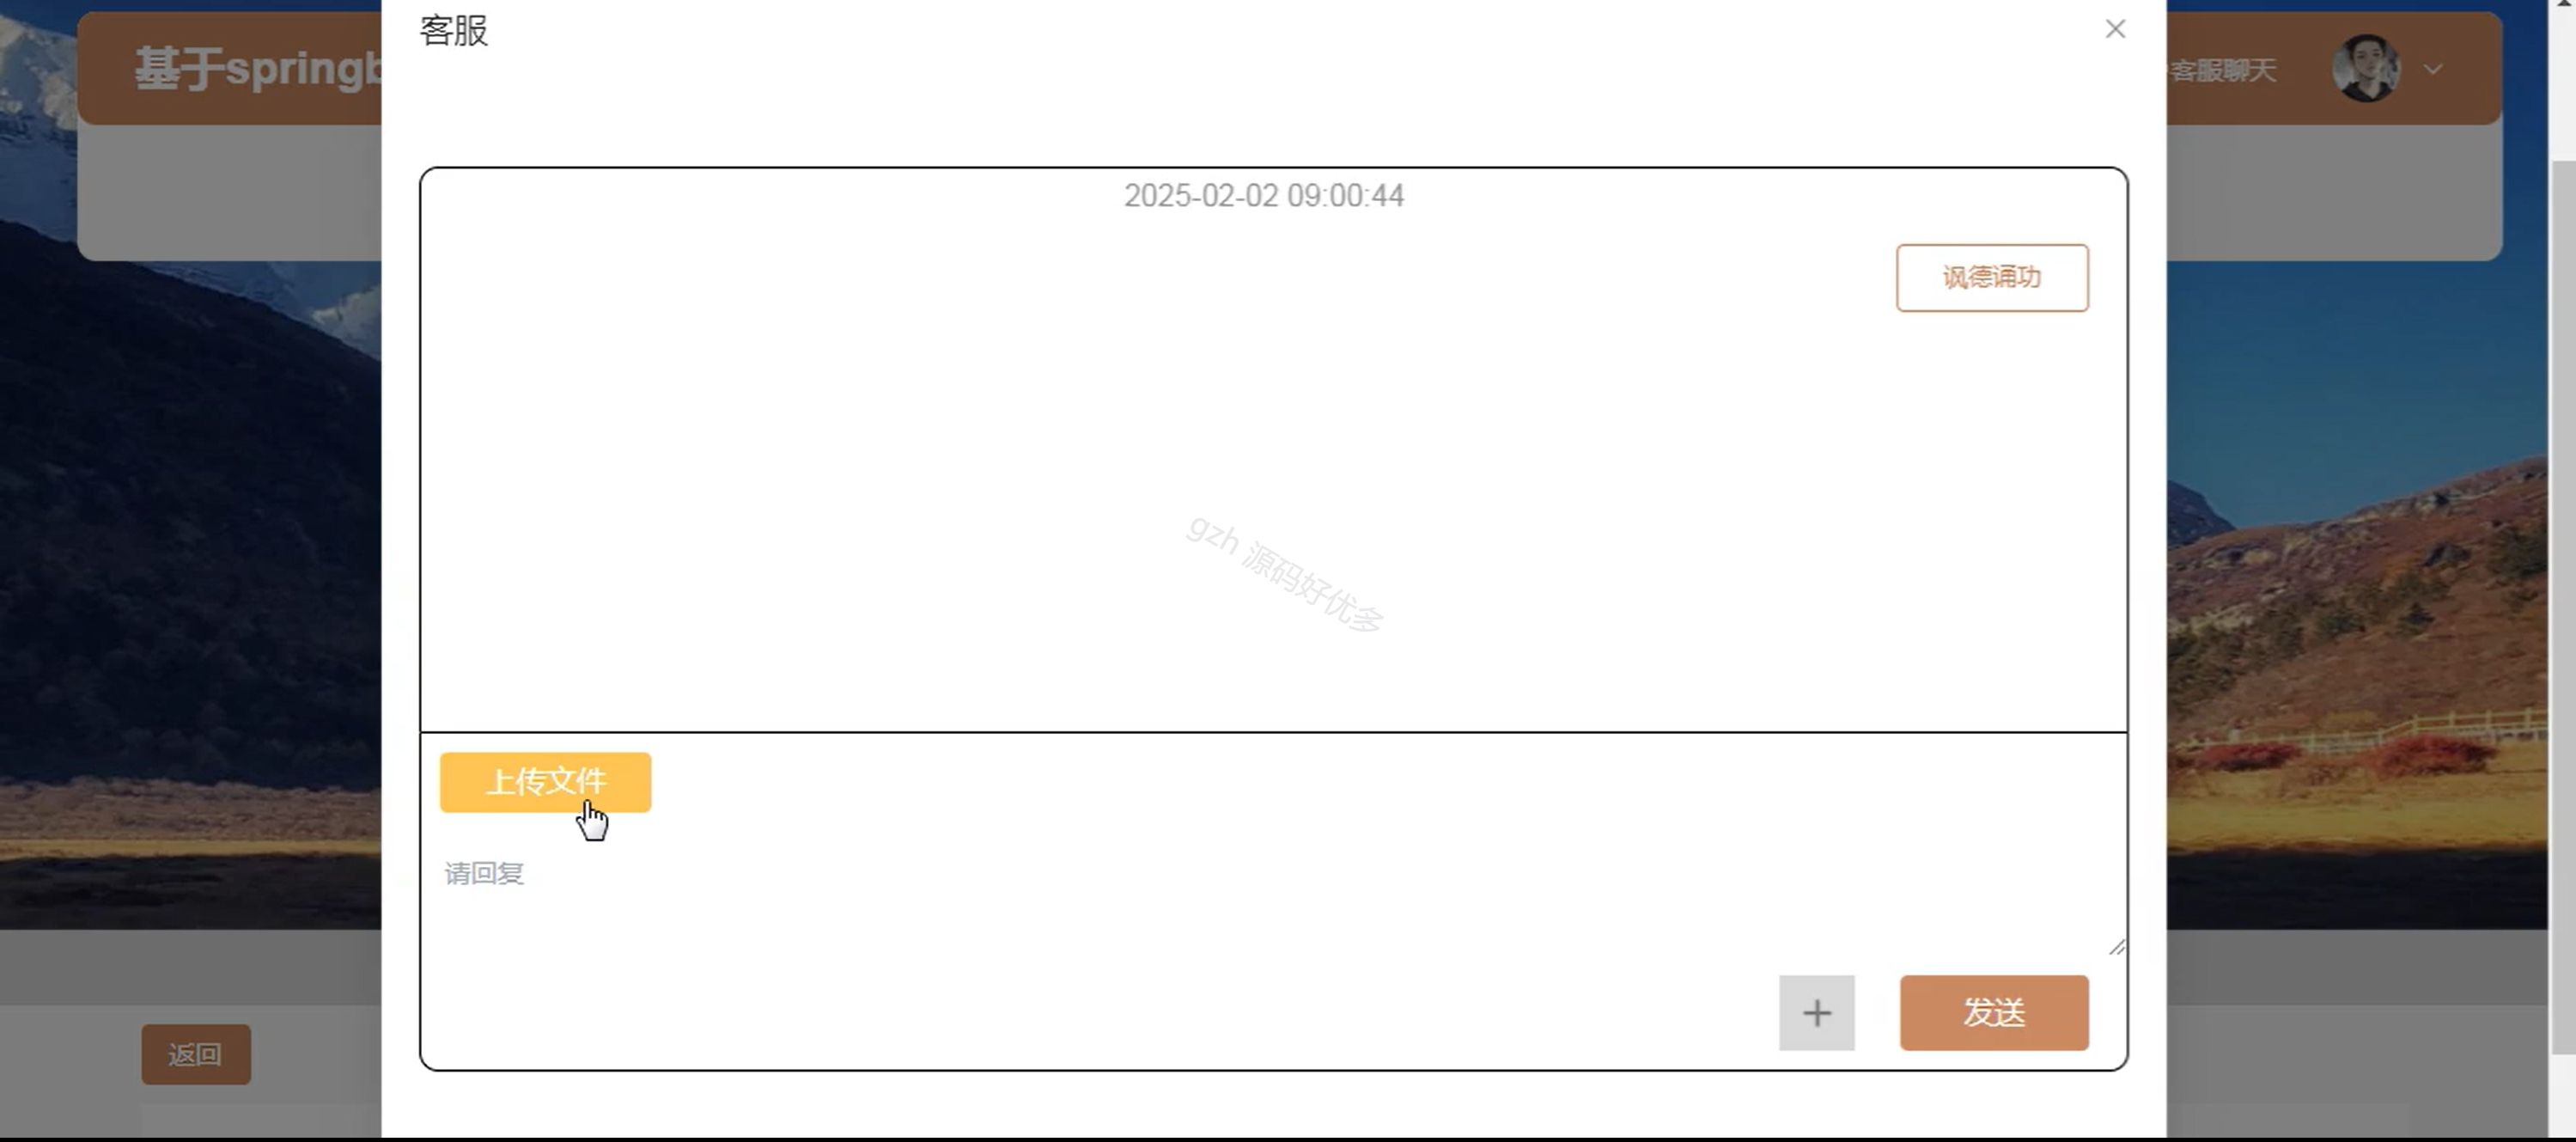 客服
基于springb
客服聊天
2025-02-02 09:00:44
讽德诵功
gzh 源码好优多
上传文件
请回复
发送
返回